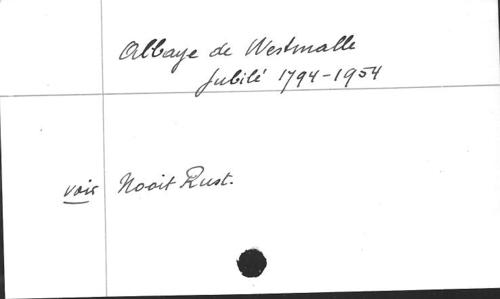 Abbaye de Westmalle
Jubilé 1794-1954
voir Nooit Rust.